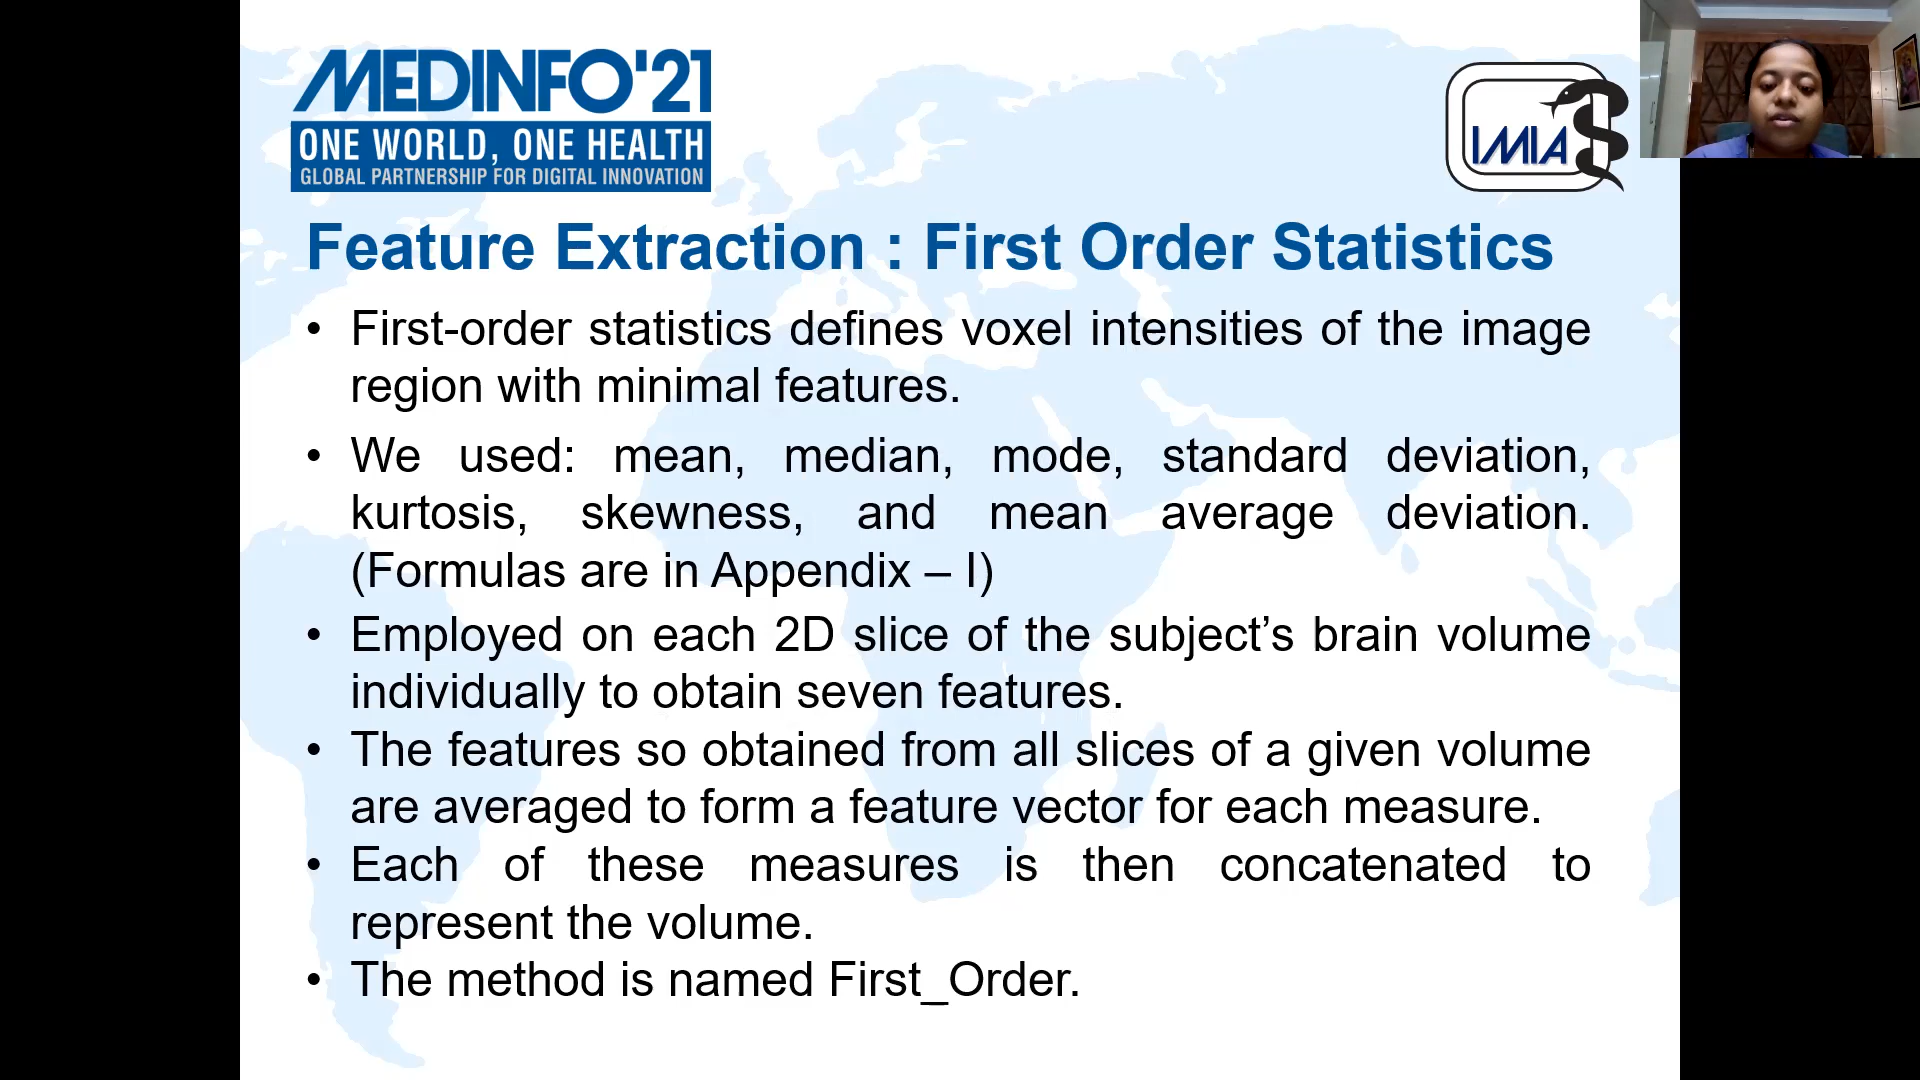 MEDINFO'21
ONE WORLD, ONE HEALTH
GLOBAL PARTNERSHIP FOR DIGITAL INNOVATION
IMIA
Feature Extraction : First Order Statistics
• First-order statistics defines voxel intensities of the image
region with minimal features.
• We used: mean, median, mode, standard deviation,
kurtosis, skewness, and mean average deviation.
(Formulas are in Appendix – I)
• Employed on each 2D slice of the subject’s brain volume
individually to obtain seven features.
• The features so obtained from all slices of a given volume
are averaged to form a feature vector for each measure.
• Each of these measures is then concatenated to
represent the volume.
• The method is named First_Order.